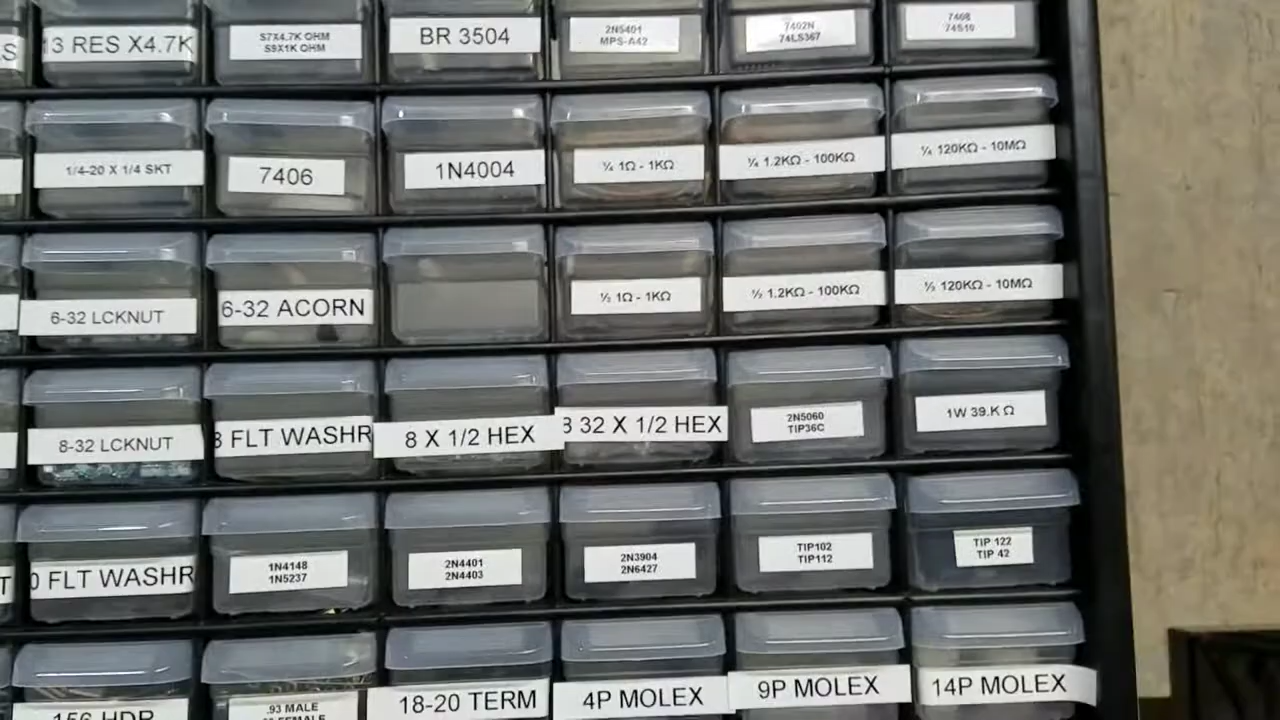 S
13 RES X4.7K
S7X4.7K OHM
S9X1K OHM
BR 3504
2N5401
MPS-A42
7402N
74LS367
7408
74S10
1/4-20 X 1/4 SKT
7406
1N4004
¼ 1Ω - 1KΩ
¼ 1.2KΩ - 100KΩ
¼ 120KΩ - 10MΩ
6-32 LCKNUT
6-32 ACORN
½ 1Ω - 1KΩ
½ 1.2KΩ - 100KΩ
½ 120KΩ - 10MΩ
8-32 LCKNUT
8 FLT WASHR
8 X 1/2 HEX
8 32 X 1/2 HEX
2N5060
TIP36C
1W 39.K Ω
T
0 FLT WASHR
1N4148
1N5237
2N4401
2N4403
2N3904
2N6427
TIP102
TIP112
TIP 122
TIP 42
.156 HDR
.93 MALE
FEMALE
18-20 TERM
4P MOLEX
9P MOLEX
14P MOLEX